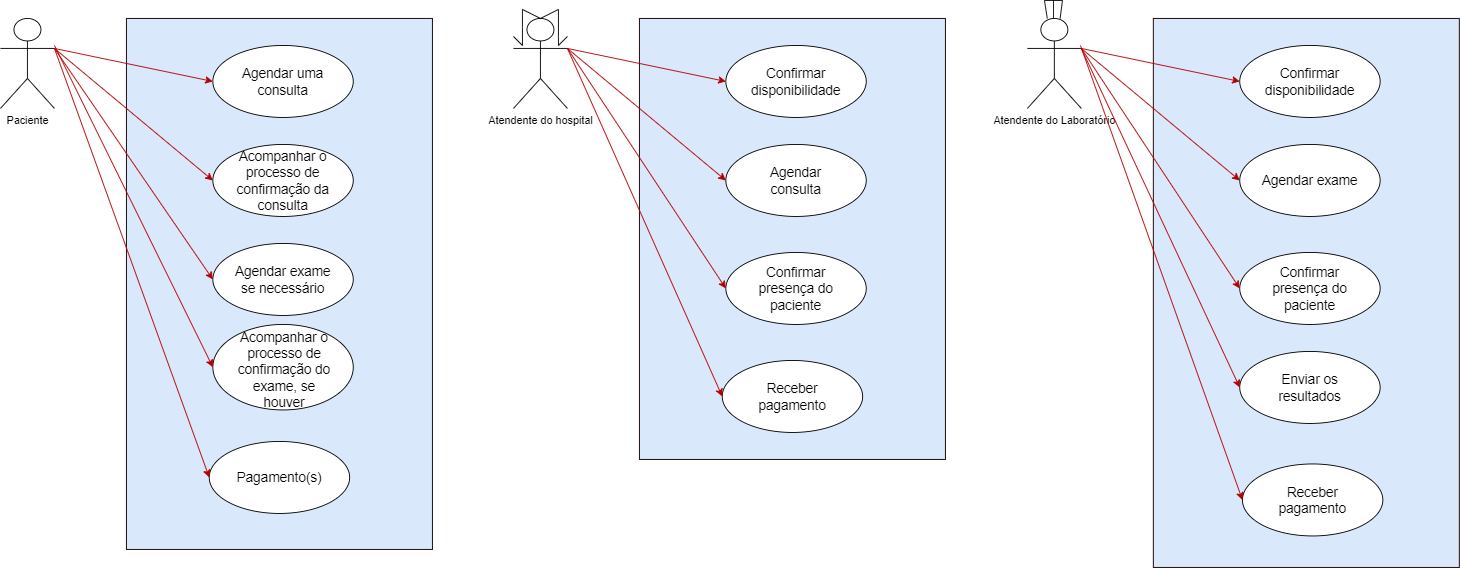 Paciente
Agendar uma
consulta
Acompanhar o
processo de
confirmação da
consulta
Agendar exame
se necessário
Acompanhar o
processo de
confirmação do
exame, se
houver
Pagamento(s)
Atendente do hospital
Confirmar
disponibilidade
Agendar
consulta
Confirmar
presença do
paciente
Receber
pagamento
Atendente do Laboratório
Confirmar
disponibilidade
Agendar exame
Confirmar
presença do
paciente
Enviar os
resultados
Receber
pagamento